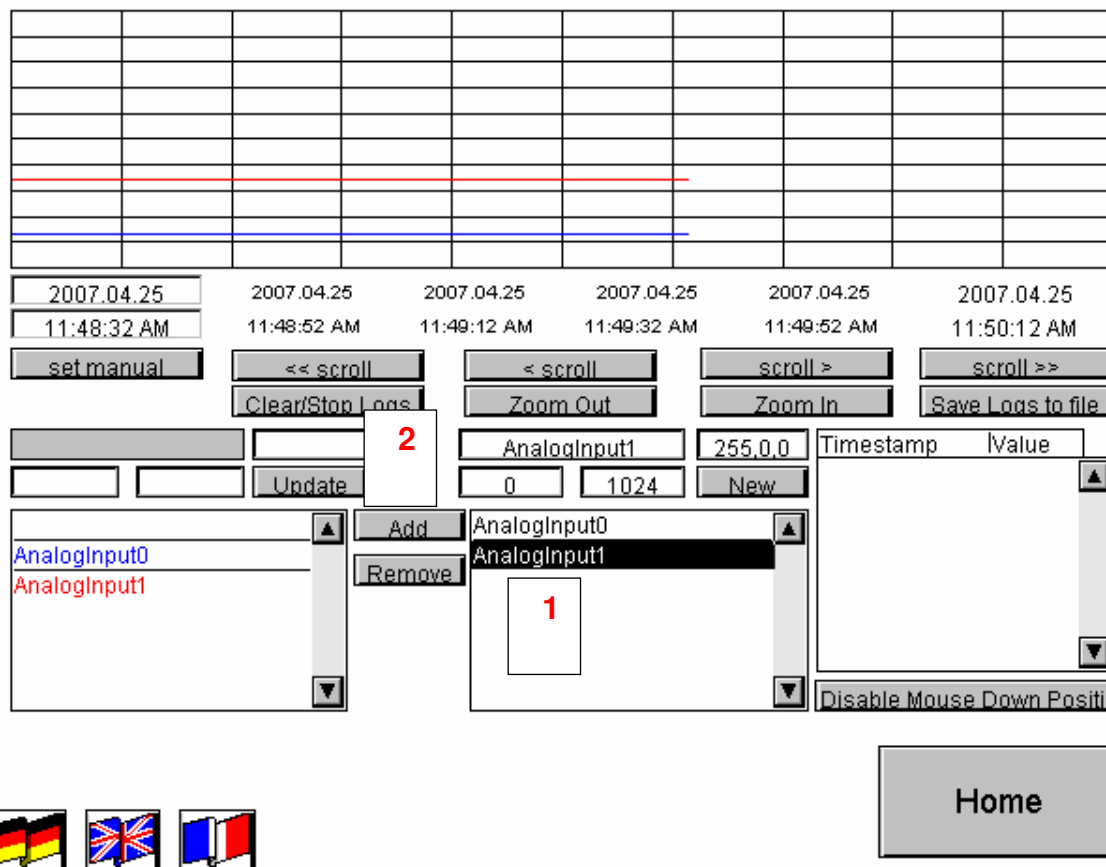 2007.04.25 2007.04.25 2007.04.25 2007.04.25 2007.04.25 2007.04.25
11:48:32 AM 11:48:52 AM 11:49:12 AM 11:49:32 AM 11:49:52 AM 11:50:12 AM
set manual << scroll < scroll scroll > scroll >>
Clear/Stop Logs Zoom Out Zoom In Save Logs to file
2 AnalogInput1 255,0,0 Timestamp Value
Update 0 1024 New
Add AnalogInput0
AnalogInput0 AnalogInput1
Remove
AnalogInput1
1
Disable Mouse Down Positi
Home